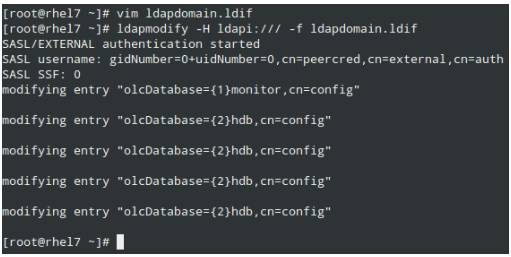 [root@rhel7 ~]# vim ldapdomain.ldif
[root@rhel7 ~]# ldapmodify -H ldapi:/// -f ldapdomain.ldif
SASL/EXTERNAL authentication started
SASL username: gidNumber=0+uidNumber=0,cn=peercred,cn=external,cn=auth
SASL SSF: 0
modifying entry "olcDatabase={1}monitor,cn=config"
modifying entry "olcDatabase={2}hdb,cn=config"
modifying entry "olcDatabase={2}hdb,cn=config"
modifying entry "olcDatabase={2}hdb,cn=config"
modifying entry "olcDatabase={2}hdb,cn=config"
[root@rhel7 ~]#